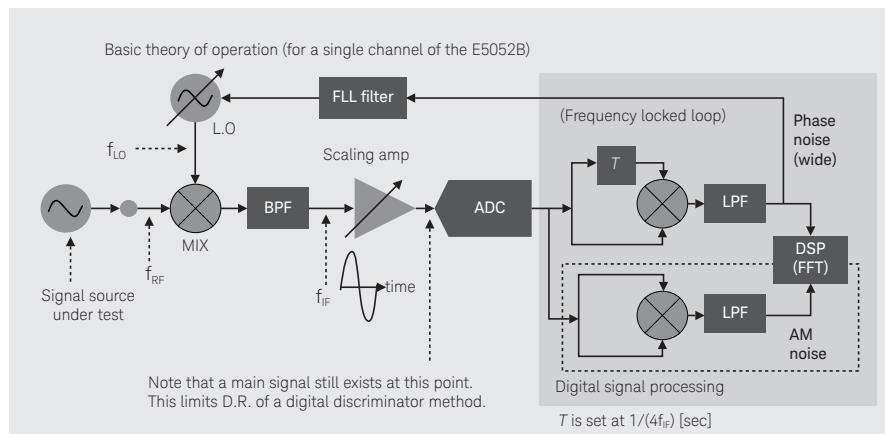 Basic theory of operation (for a single channel of the E5052B)
FLL filter
(Frequency locked loop)
Phase
noise
(wide)
L.O
f_LO
Scaling amp
T
LPF
BPF
ADC
MIX
f_RF
DSP
(FFT)
Signal source
under test
f_IF
time
LPF
AM
noise
Note that a main signal still exists at this point.
This limits D.R. of a digital discriminator method.
Digital signal processing
T is set at 1/(4f_IF) [sec]